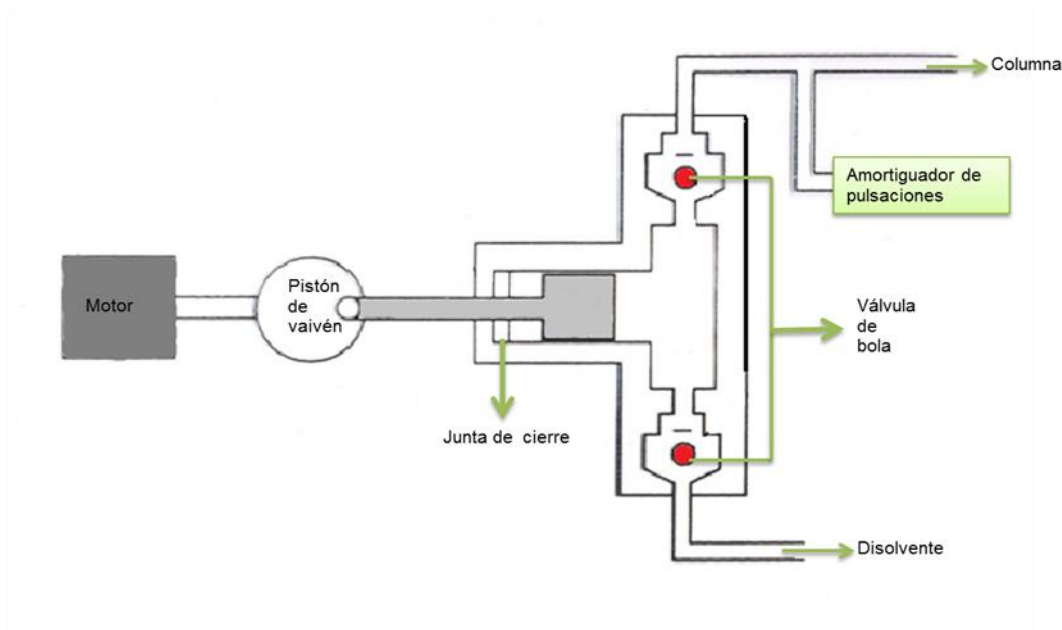 Columna
Amortiguador de
pulsaciones
Motor
Pistón
de
vaivén
Válvula
de
bola
Junta de cierre
Disolvente